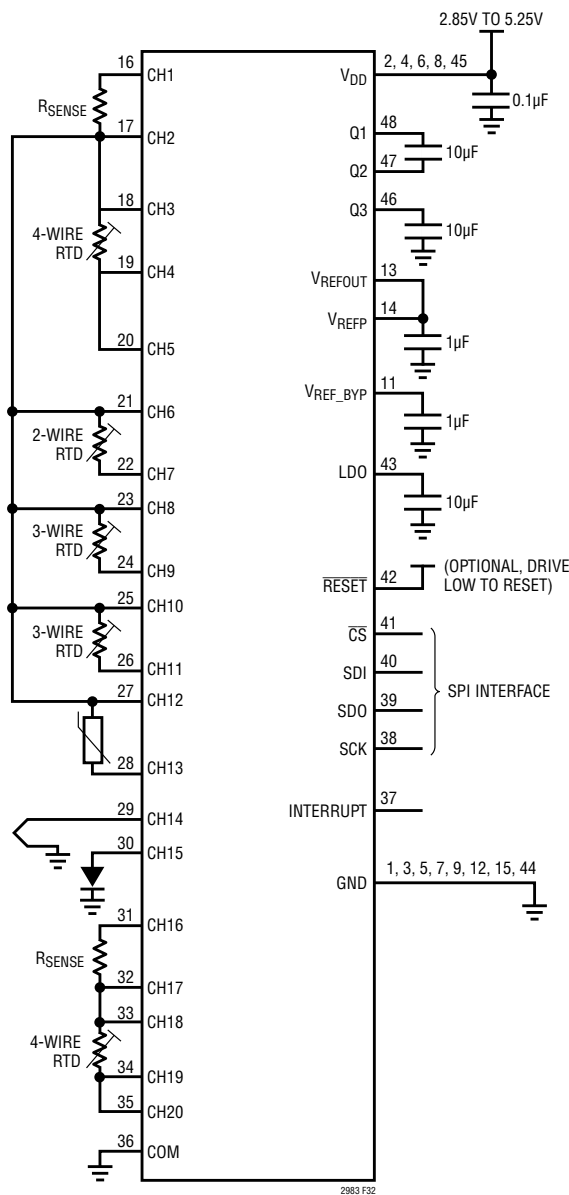 2.85V TO 5.25V
16 CH1
RSENSE
17 CH2
18 CH3
4-WIRE
RTD
19 CH4
20 CH5
21 CH6
2-WIRE
RTD
22 CH7
23 CH8
3-WIRE
RTD
24 CH9
25 CH10
3-WIRE
RTD
26 CH11
27 CH12
28 CH13
29 CH14
30 CH15
31 CH16
RSENSE
32 CH17
33 CH18
4-WIRE
RTD
34 CH19
35 CH20
36 COM
VDD 2, 4, 6, 8, 45
0.1µF
Q1 48
10µF
Q2 47
Q3 46
10µF
VREFOUT 13
VREFP 14
1µF
VREF_BYP 11
1µF
LDO 43
10µF
RESET 42
(OPTIONAL, DRIVE
LOW TO RESET)
CS 41
SDI 40
SDO 39
SCK 38
SPI INTERFACE
INTERRUPT 37
GND 1, 3, 5, 7, 9, 12, 15, 44
2983 F32